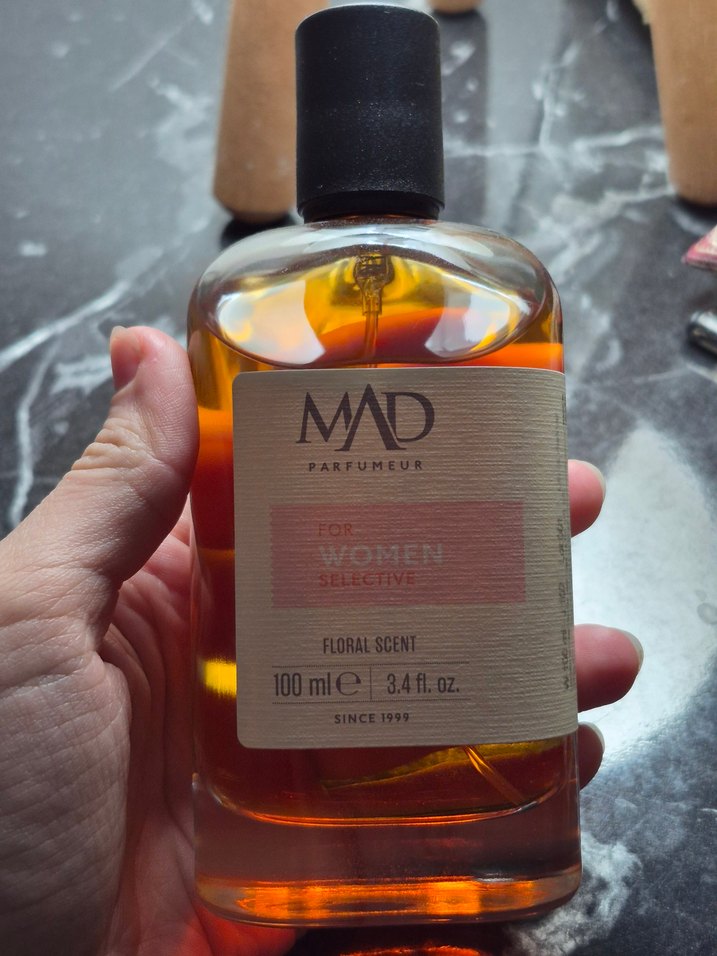 MAD
PARFUMEUR
FOR
WOMEN
SELECTIVE
FLORAL SCENT
100 ml ℮ 3.4 fl. oz.
SINCE 1999